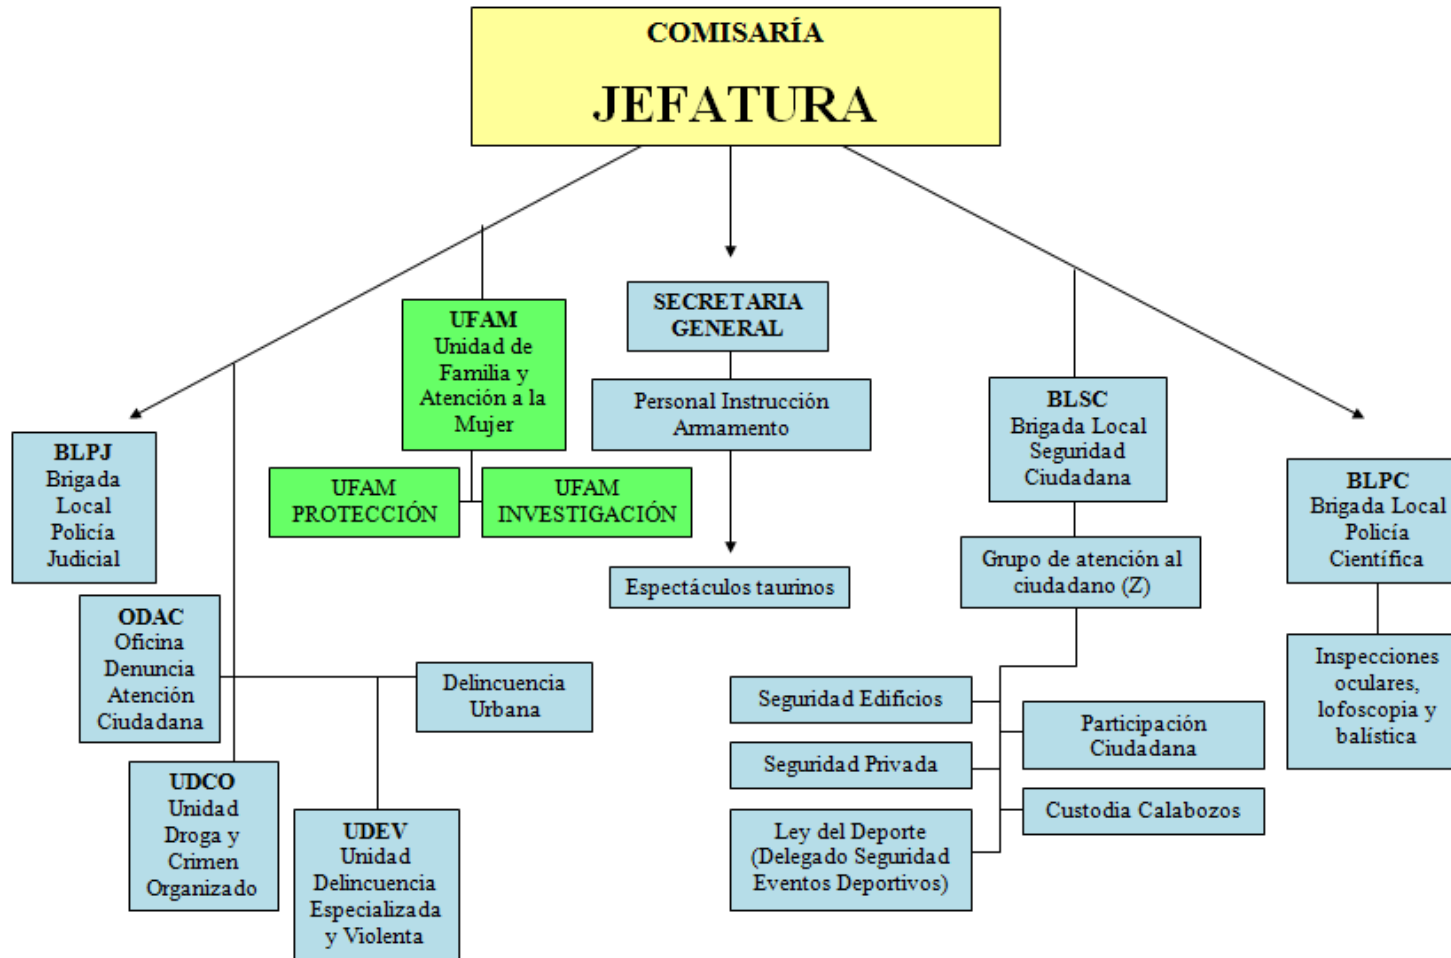 COMISARÍA
JEFATURA
UFAM
Unidad de
Familia y
Atención a la
Mujer
UFAM
PROTECCIÓN
UFAM
INVESTIGACIÓN
SECRETARIA
GENERAL
Personal Instrucción
Armamento
Espectáculos taurinos
BLSC
Brigada Local
Seguridad
Ciudadana
Grupo de atención al
ciudadano (Z)
Seguridad Edificios
Participación
Ciudadana
Seguridad Privada
Custodia Calabozos
Ley del Deporte
(Delegado Seguridad
Eventos Deportivos)
BLPC
Brigada Local
Policía
Científica
Inspecciones
oculares,
lofoscopia y
balística
BLPJ
Brigada
Local
Policía
Judicial
ODAC
Oficina
Denuncia
Atención
Ciudadana
Delincuencia
Urbana
UDCO
Unidad
Droga y
Crimen
Organizado
UDEV
Unidad
Delincuencia
Especializada
y Violenta